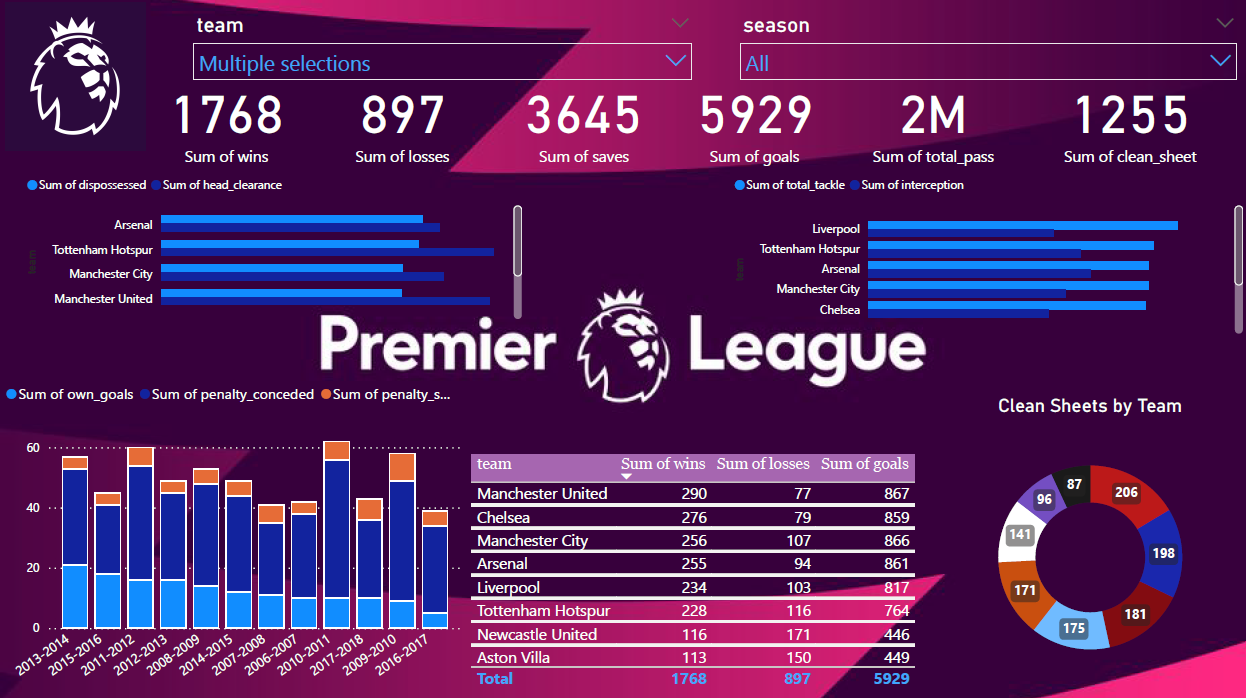 team
season
Multiple selections
All
1768
897
3645
5929
2M
1255
Sum of wins
Sum of losses
Sum of saves
Sum of goals
Sum of total_pass
Sum of clean_sheet
Sum of dispossessed Sum of head_clearance
team
Arsenal
Tottenham Hotspur
Manchester City
Manchester United
Sum of total_tackle Sum of interception
team
Liverpool
Tottenham Hotspur
Arsenal
Manchester City
Chelsea
Premier League
Sum of own_goals Sum of penalty_conceded Sum of penalty_s...
60
40
20
0
2013-2014
2015-2016
2011-2012
2012-2013
2008-2009
2014-2015
2007-2008
2006-2007
2010-2011
2017-2018
2009-2010
2016-2017
team Sum of wins Sum of losses Sum of goals
Manchester United 290 77 867
Chelsea 276 79 859
Manchester City 256 107 866
Arsenal 255 94 861
Liverpool 234 103 817
Tottenham Hotspur 228 116 764
Newcastle United 116 171 446
Aston Villa 113 150 449
Total 1768 897 5929
Clean Sheets by Team
206
198
181
175
171
141
96
87